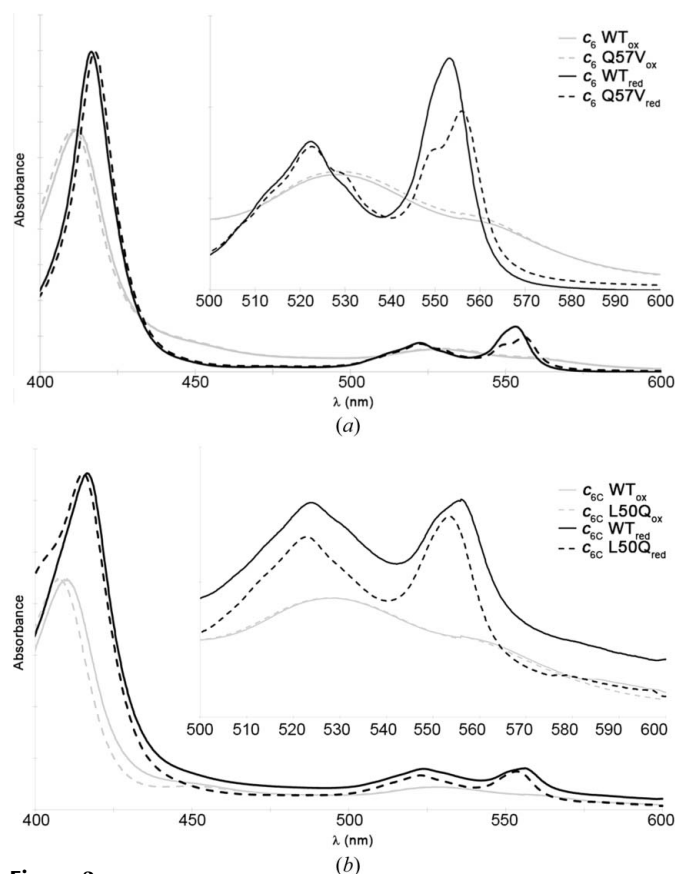 c₆ WTₒₓ
c₆ Q57Vₒₓ
c₆ WTred
c₆ Q57Vred
Absorbance
500 510 520 530 540 550 560 570 580 590 600
400 450 500 550 600
λ (nm)
(a)
c6C WTox
c6C L50Qox
c6C WTred
c6C L50Qred
Absorbance
500 510 520 530 540 550 560 570 580 590 600
400 450 500 550 600
λ (nm)
(b)